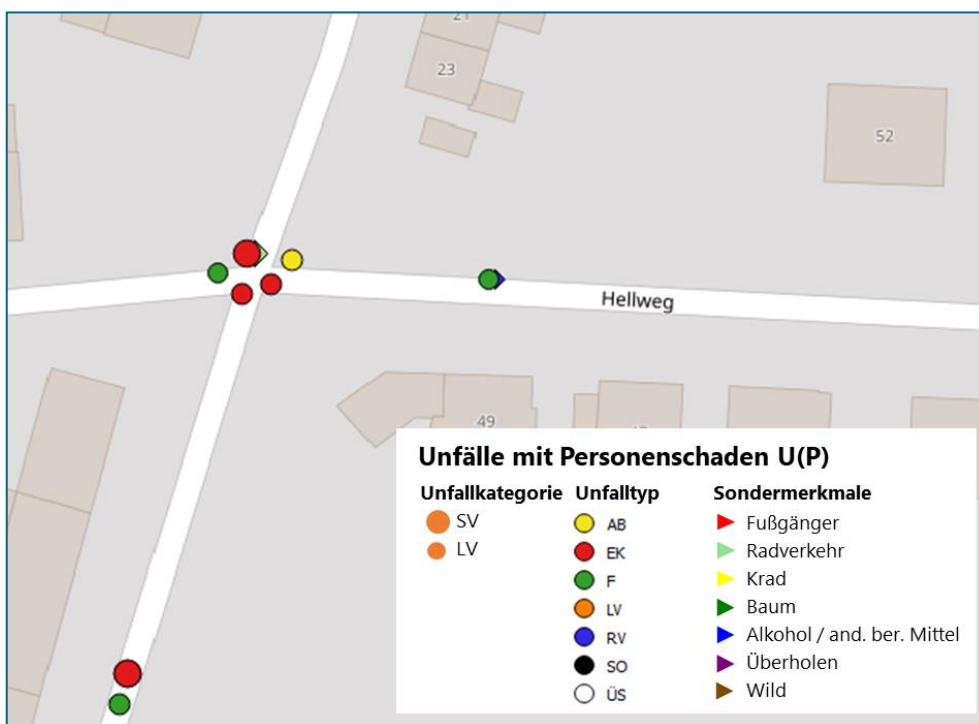 21
23
52
Hellweg
49
Unfälle mit Personenschaden U(P)
Unfallkategorie Unfalltyp Sondermerkmale
SV AB Fußgänger
LV EK Radverkehr
F Krad
LV Baum
RV Alkohol / and. ber. Mittel
SO Überholen
ÜS Wild